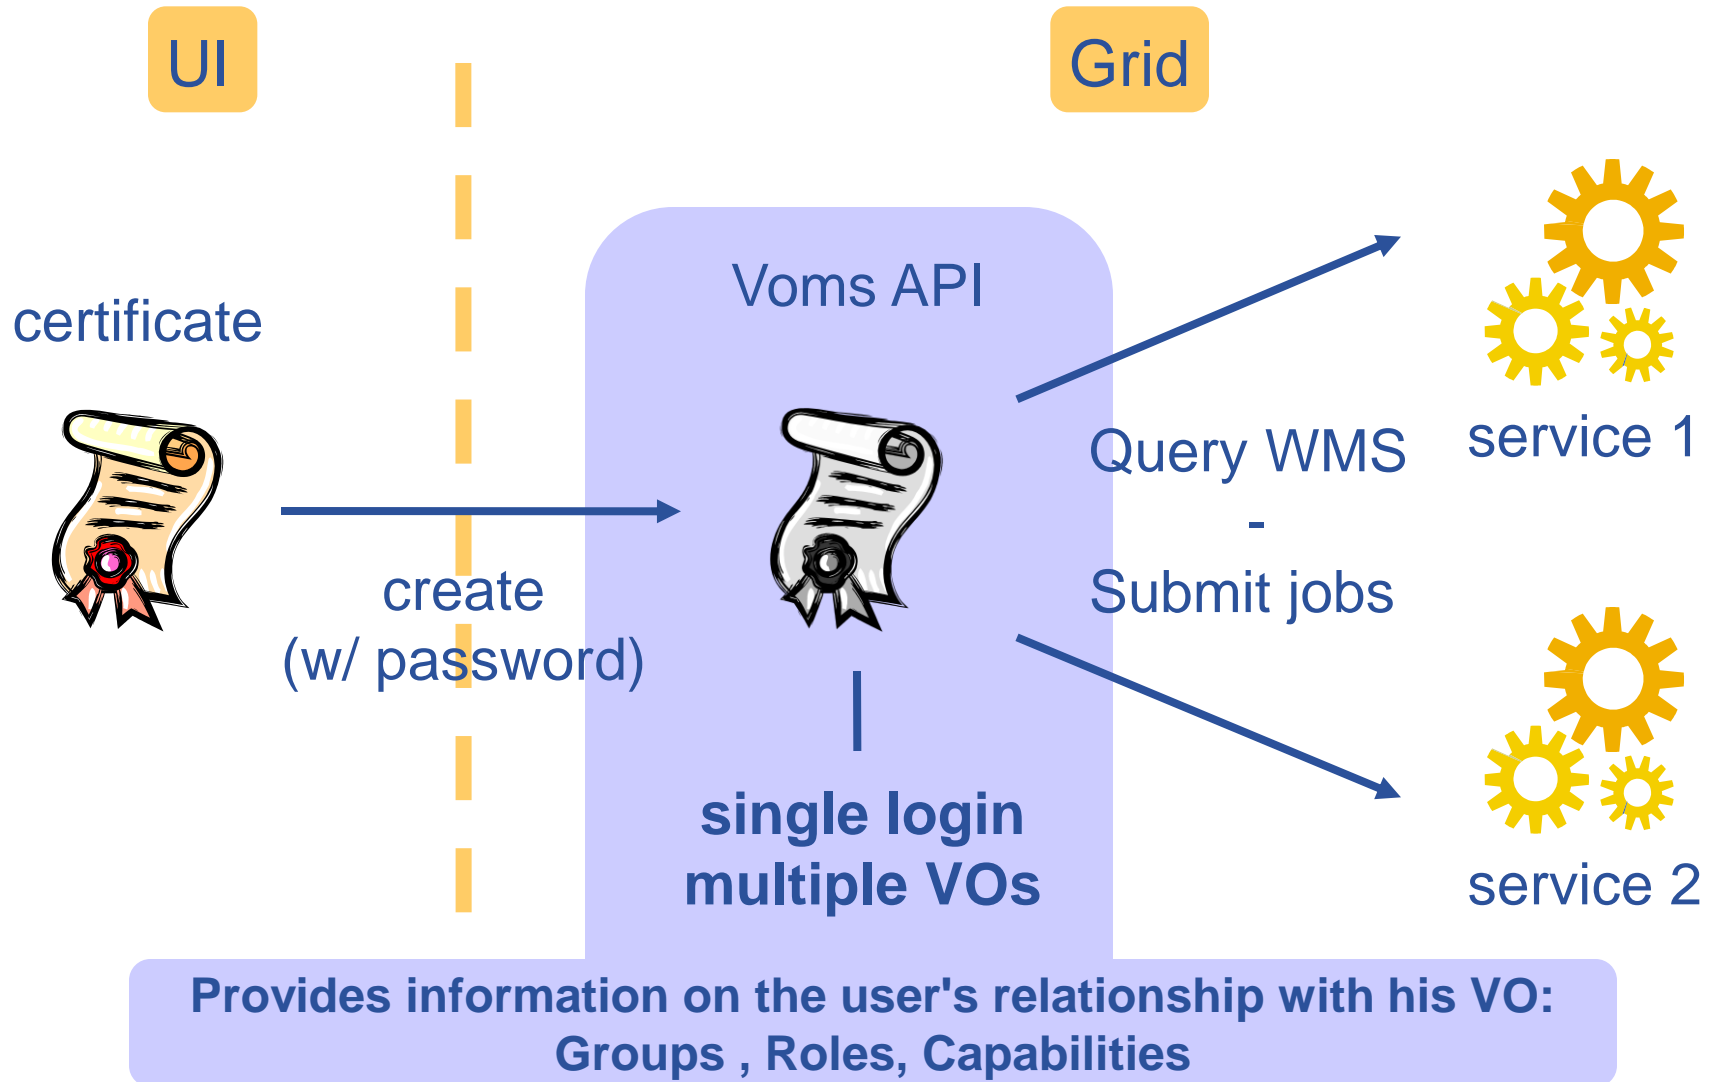 UI
Grid
Voms API
certificate
Query WMS
-
Submit jobs
service 1
create
(w/ password)
single login
multiple VOs
service 2
Provides information on the user's relationship with his VO:
Groups , Roles, Capabilities